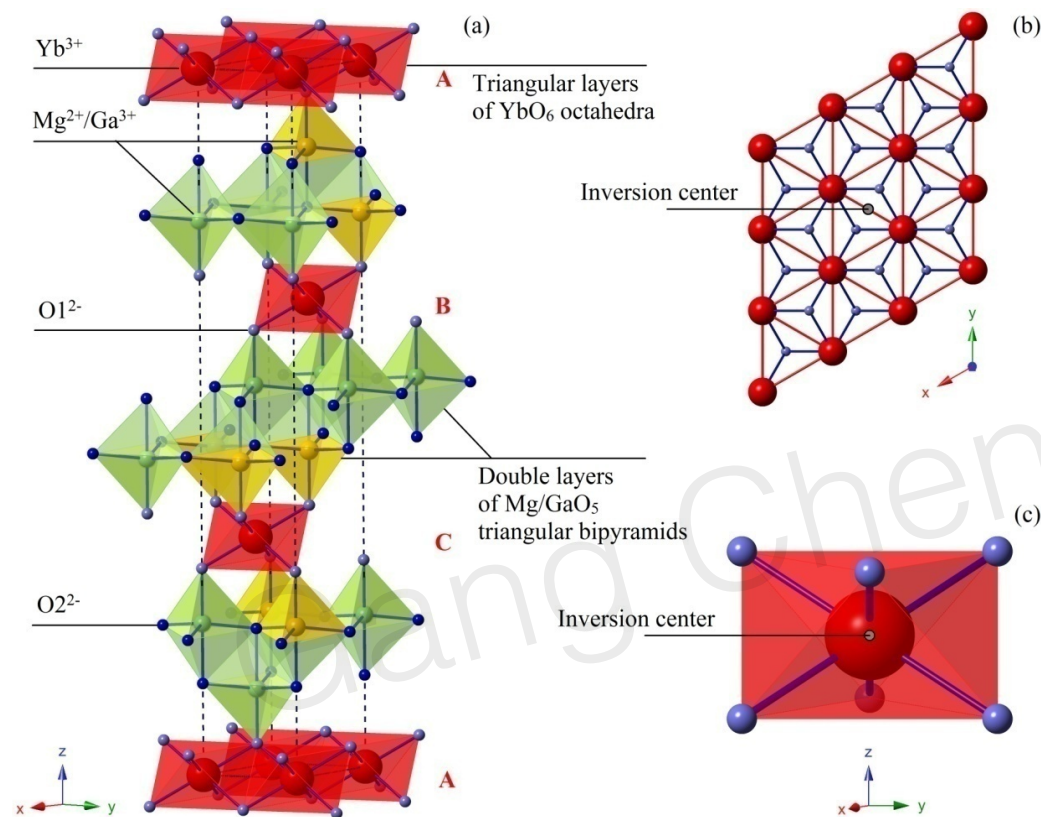 (a)
Yb³⁺
A
Triangular layers
of YbO₆ octahedra
Mg²⁺/Ga³⁺
O1²⁻
B
Double layers
of Mg/GaO₅
triangular bipyramids
C
O2²⁻
A
z
x
y
(b)
Inversion center
y
x
(c)
Inversion center
z
x
y
Gang Chen